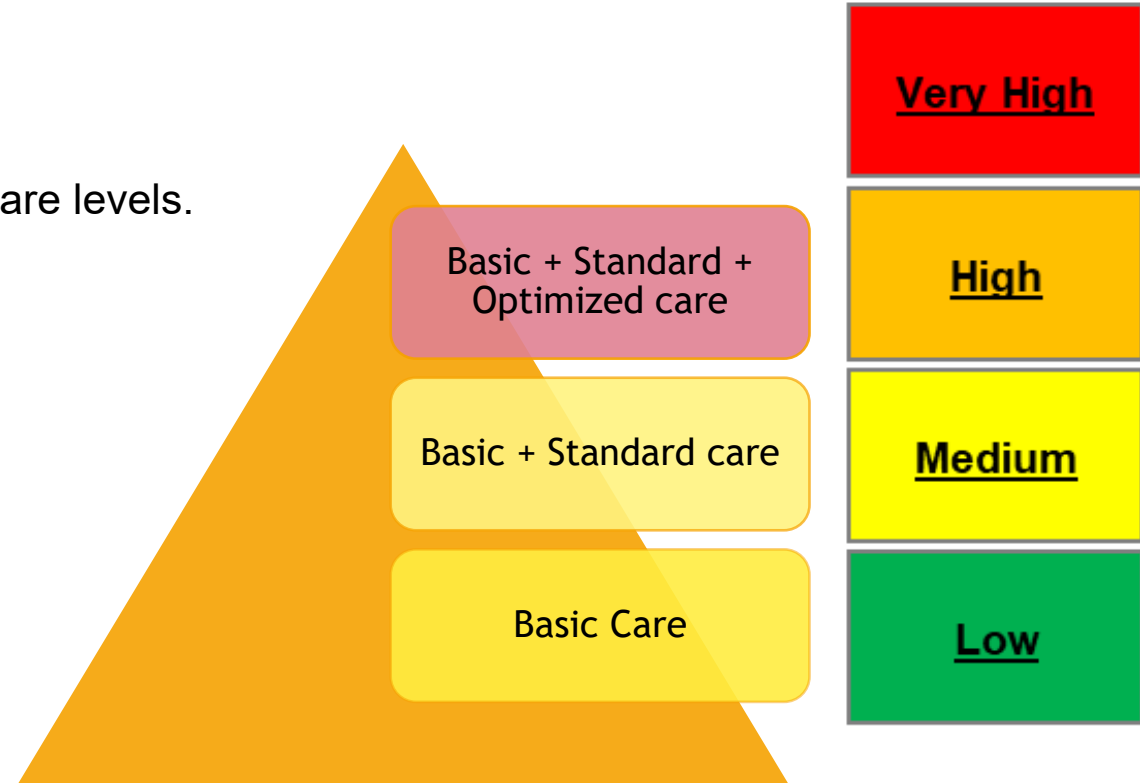 are levels.
Basic + Standard +
Optimized care
Basic + Standard care
Basic Care
Very High
High
Medium
Low